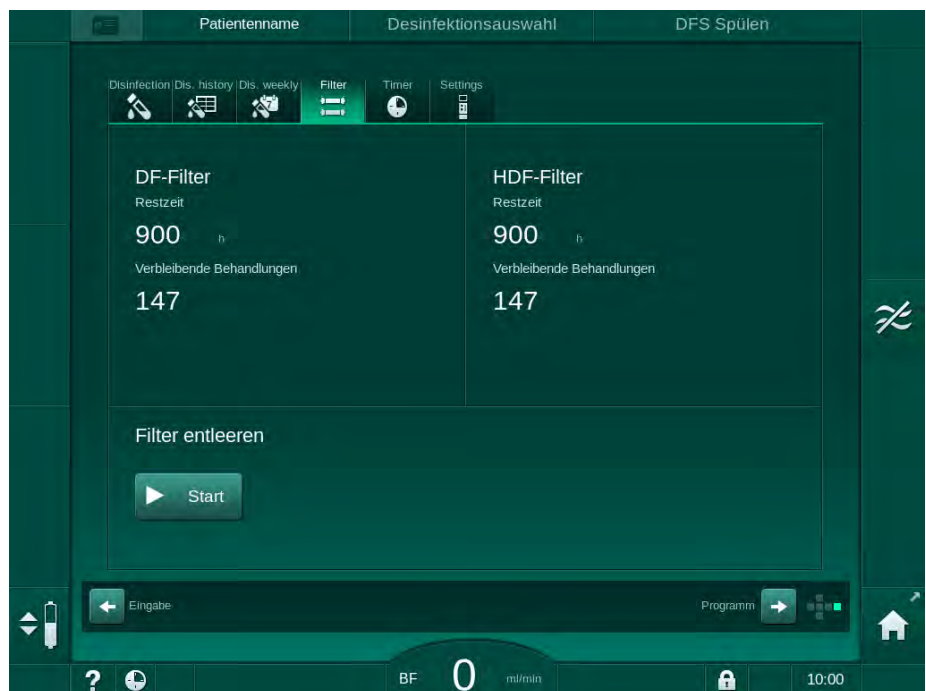 Patientenname Desinfektionsauswahl DFS Spülen
Disinfection Dis. history Dis. weekly Filter Timer Settings
7
DF-Filter
Restzeit
900 h
Verbleibende Behandlungen
147
HDF-Filter
Restzeit
900 h
Verbleibende Behandlungen
147
Filter entleeren
Start
Eingabe Programm
? BF 0 ml/min 10:00